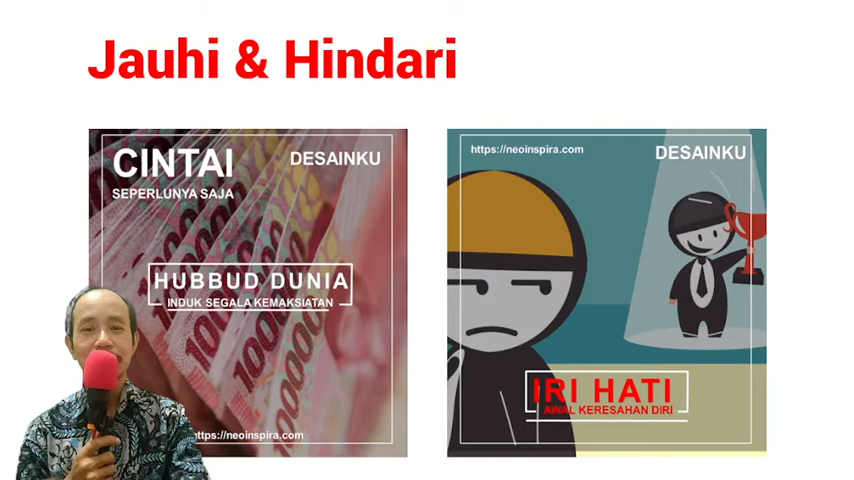 Jauhi & Hindari
CINTAI
DESAINKU
SEPERLUNYA SAJA
100000
HUBBUD DUNIA
INDUK SEGALA KEMAKSIATAN
https://neoinspira.com
https://neoinspira.com
DESAINKU
IRI HATI
AWAL KERESAHAN DIRI